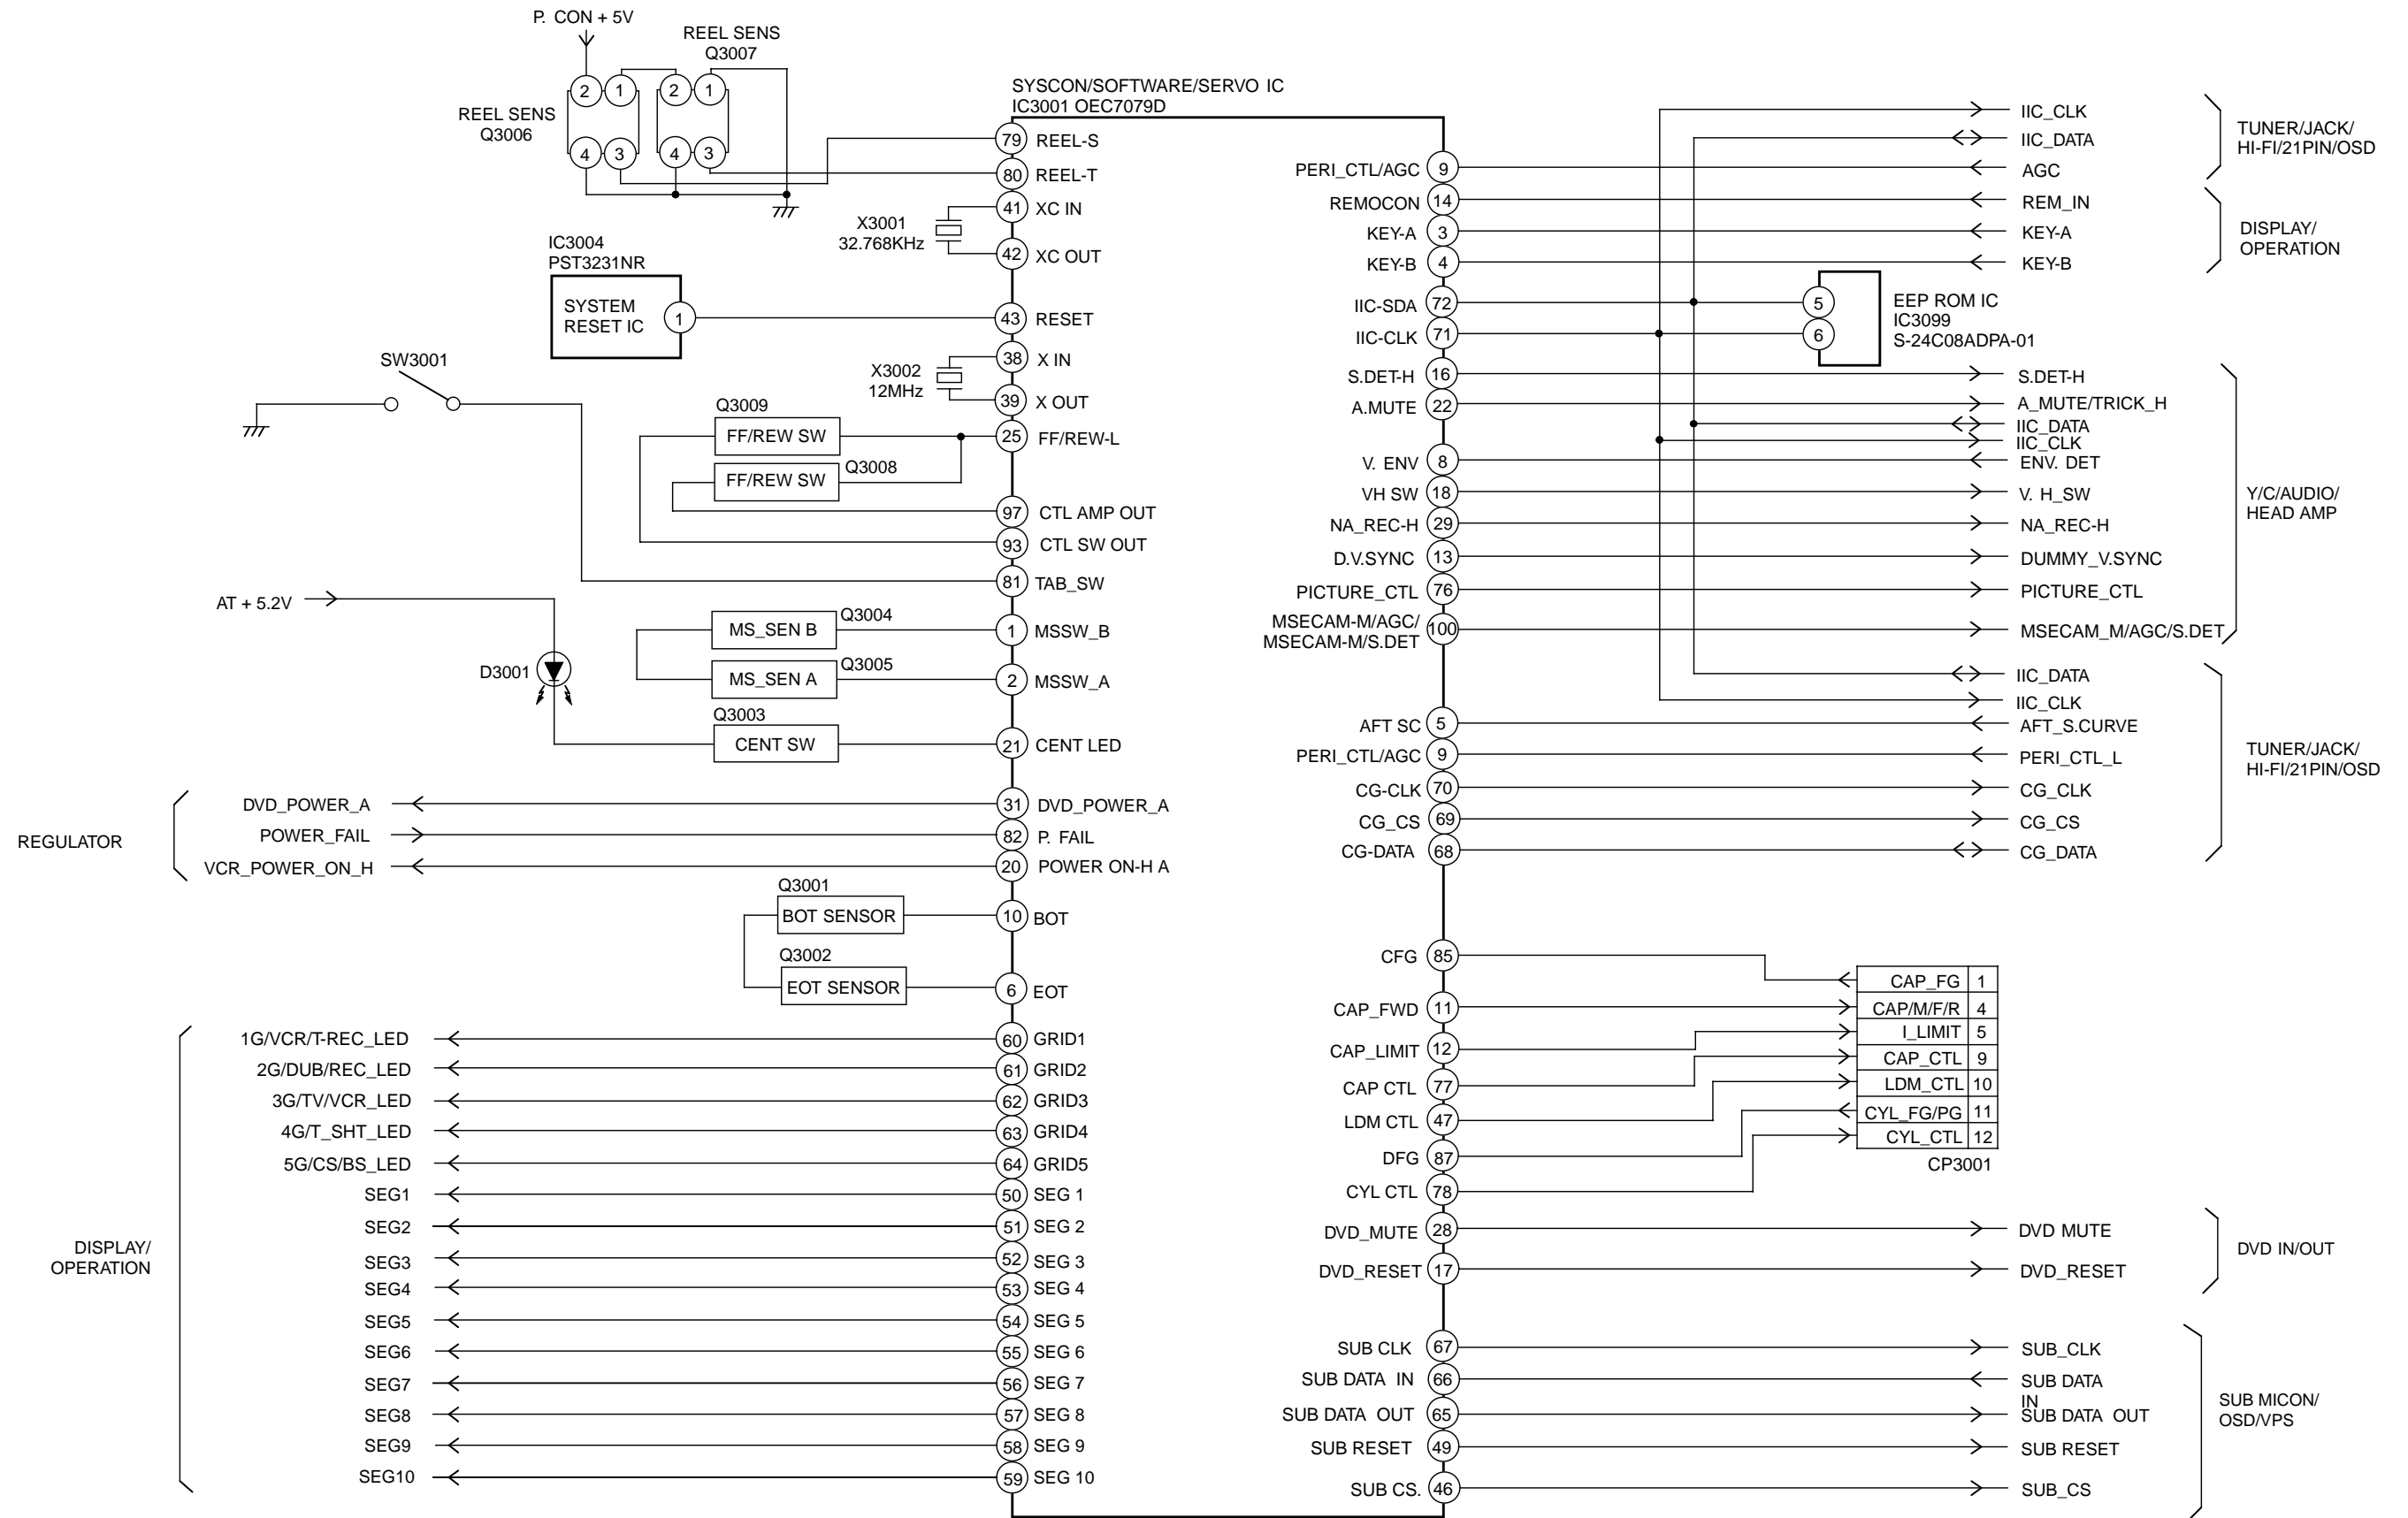 P. CON + 5V
REEL SENS
Q3007
REEL SENS
Q3006
2 1 2 1
4 3 4 3
SYSCON/SOFTWARE/SERVO IC
IC3001 OEC7079D
79 REEL-S
80 REEL-T
41 XC IN
X3001
32.768KHz
42 XC OUT
IC3004
PST3231NR
SYSTEM
RESET IC
1
43 RESET
38 X IN
X3002
12MHz
39 X OUT
SW3001
Q3009
FF/REW SW
25 FF/REW-L
FF/REW SW
Q3008
97 CTL AMP OUT
93 CTL SW OUT
81 TAB_SW
AT + 5.2V
MS_SEN B
Q3004
1 MSSW_B
D3001
MS_SEN A
Q3005
2 MSSW_A
Q3003
CENT SW
21 CENT LED
REGULATOR
DVD_POWER_A
31 DVD_POWER_A
POWER_FAIL
82 P. FAIL
VCR_POWER_ON_H
20 POWER ON-H A
Q3001
BOT SENSOR
10 BOT
Q3002
EOT SENSOR
6 EOT
DISPLAY/
OPERATION
1G/VCR/T-REC_LED 60 GRID1
2G/DUB/REC_LED 61 GRID2
3G/TV/VCR_LED 62 GRID3
4G/T_SHT_LED 63 GRID4
5G/CS/BS_LED 64 GRID5
SEG1 50 SEG 1
SEG2 51 SEG 2
SEG3 52 SEG 3
SEG4 53 SEG 4
SEG5 54 SEG 5
SEG6 55 SEG 6
SEG7 56 SEG 7
SEG8 57 SEG 8
SEG9 58 SEG 9
SEG10 59 SEG 10
IIC_CLK
IIC_DATA
PERI_CTL/AGC 9 AGC
TUNER/JACK/
HI-FI/21PIN/OSD
REMOCON 14 REM_IN
KEY-A 3 KEY-A
KEY-B 4 KEY-B
DISPLAY/
OPERATION
IIC-SDA 72 5
IIC-CLK 71 6
EEP ROM IC
IC3099
S-24C08ADPA-01
S.DET-H 16 S.DET-H
A.MUTE 22 A_MUTE/TRICK_H
IIC_DATA
IIC_CLK
V. ENV 8 ENV. DET
VH SW 18 V. H_SW
NA_REC-H 29 NA_REC-H
D.V.SYNC 13 DUMMY_V.SYNC
PICTURE_CTL 76 PICTURE_CTL
MSECAM-M/AGC/
MSECAM-M/S.DET
100 MSECAM_M/AGC/S.DET
Y/C/AUDIO/
HEAD AMP
IIC_DATA
IIC_CLK
AFT SC 5 AFT_S.CURVE
PERI_CTL/AGC 9 PERI_CTL_L
CG-CLK 70 CG_CLK
CG_CS 69 CG_CS
CG-DATA 68 CG_DATA
TUNER/JACK/
HI-FI/21PIN/OSD
CFG 85
CAP_FWD 11
CAP_LIMIT 12
CAP CTL 77
LDM CTL 47
DFG 87
CYL CTL 78
CAP_FG 1
CAP/M/F/R 4
I_LIMIT 5
CAP_CTL 9
LDM_CTL 10
CYL_FG/PG 11
CYL_CTL 12
CP3001
DVD_MUTE 28 DVD MUTE
DVD_RESET 17 DVD_RESET
DVD IN/OUT
SUB CLK 67 SUB_CLK
SUB DATA IN 66 SUB DATA
IN
SUB DATA OUT 65 SUB DATA OUT
SUB RESET 49 SUB RESET
SUB CS. 46 SUB_CS
SUB MICON/
OSD/VPS